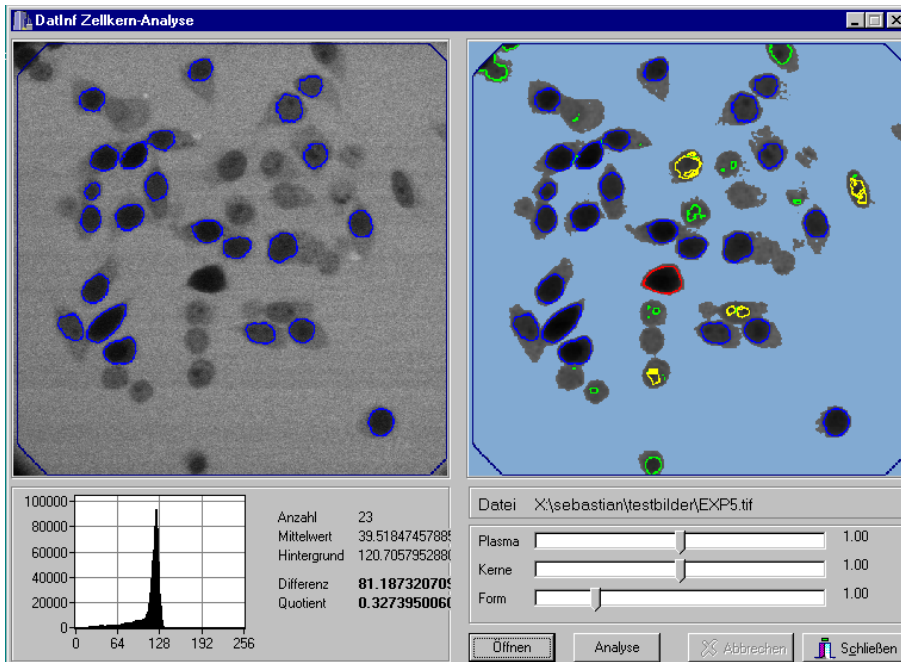 DatInf Zellkern-Analyse
100000
80000
60000
40000
20000
0
0 64 128 192 256
Anzahl 23
Mittelwert 39.51847457885
Hintergrund 120.7057952880
Differenz 81.187320709
Quotient 0.3273950060
Datei X:\sebastian\testbilder\EXP5.tif
Plasma 1.00
Kerne 1.00
Form 1.00
Öffnen
Analyse
Abbrechen
Schließen